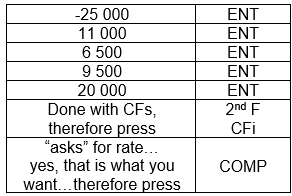 -25 000 ENT
11 000 ENT
6 500 ENT
9 500 ENT
20 000 ENT
Done with CFs, 2nd F
therefore press CFi
“asks” for rate…
yes, that is what you COMP
want…therefore press